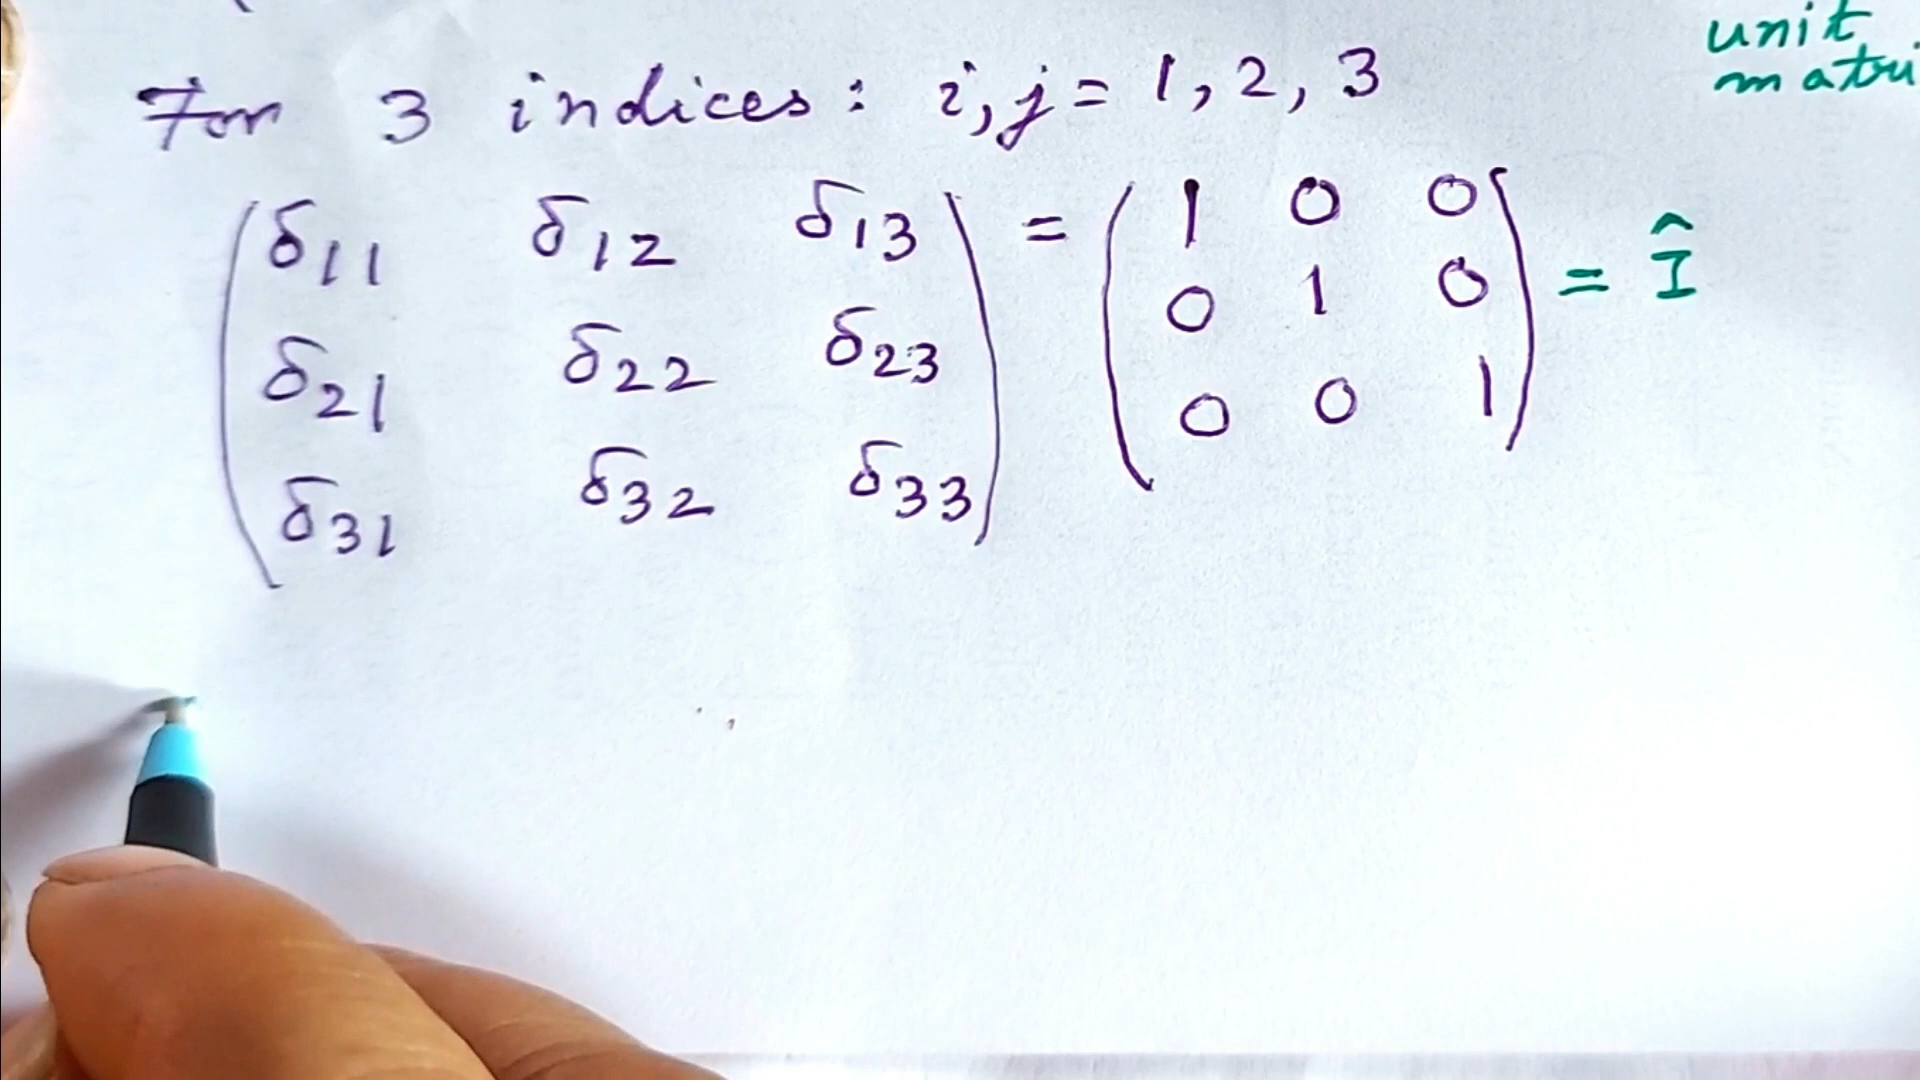 For 3 indices: i, j = 1, 2, 3
unit
matri
( δ11 δ12 δ13 ) = ( 1 0 0 ) = Î
δ21 δ22 δ23 0 1 0
δ31 δ32 δ33 0 0 1